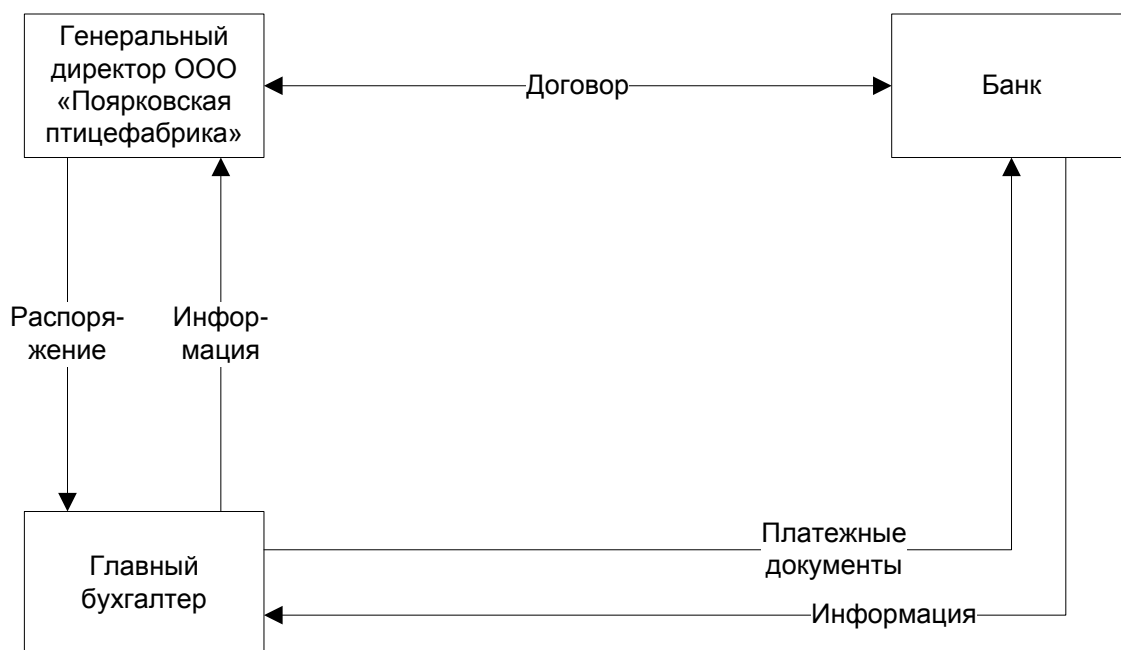 Генеральный
директор ООО
«Поярковская
птицефабрика»
Договор
Банк
Распоря-
жение
Инфор-
мация
Главный
бухгалтер
Платежные
документы
Информация